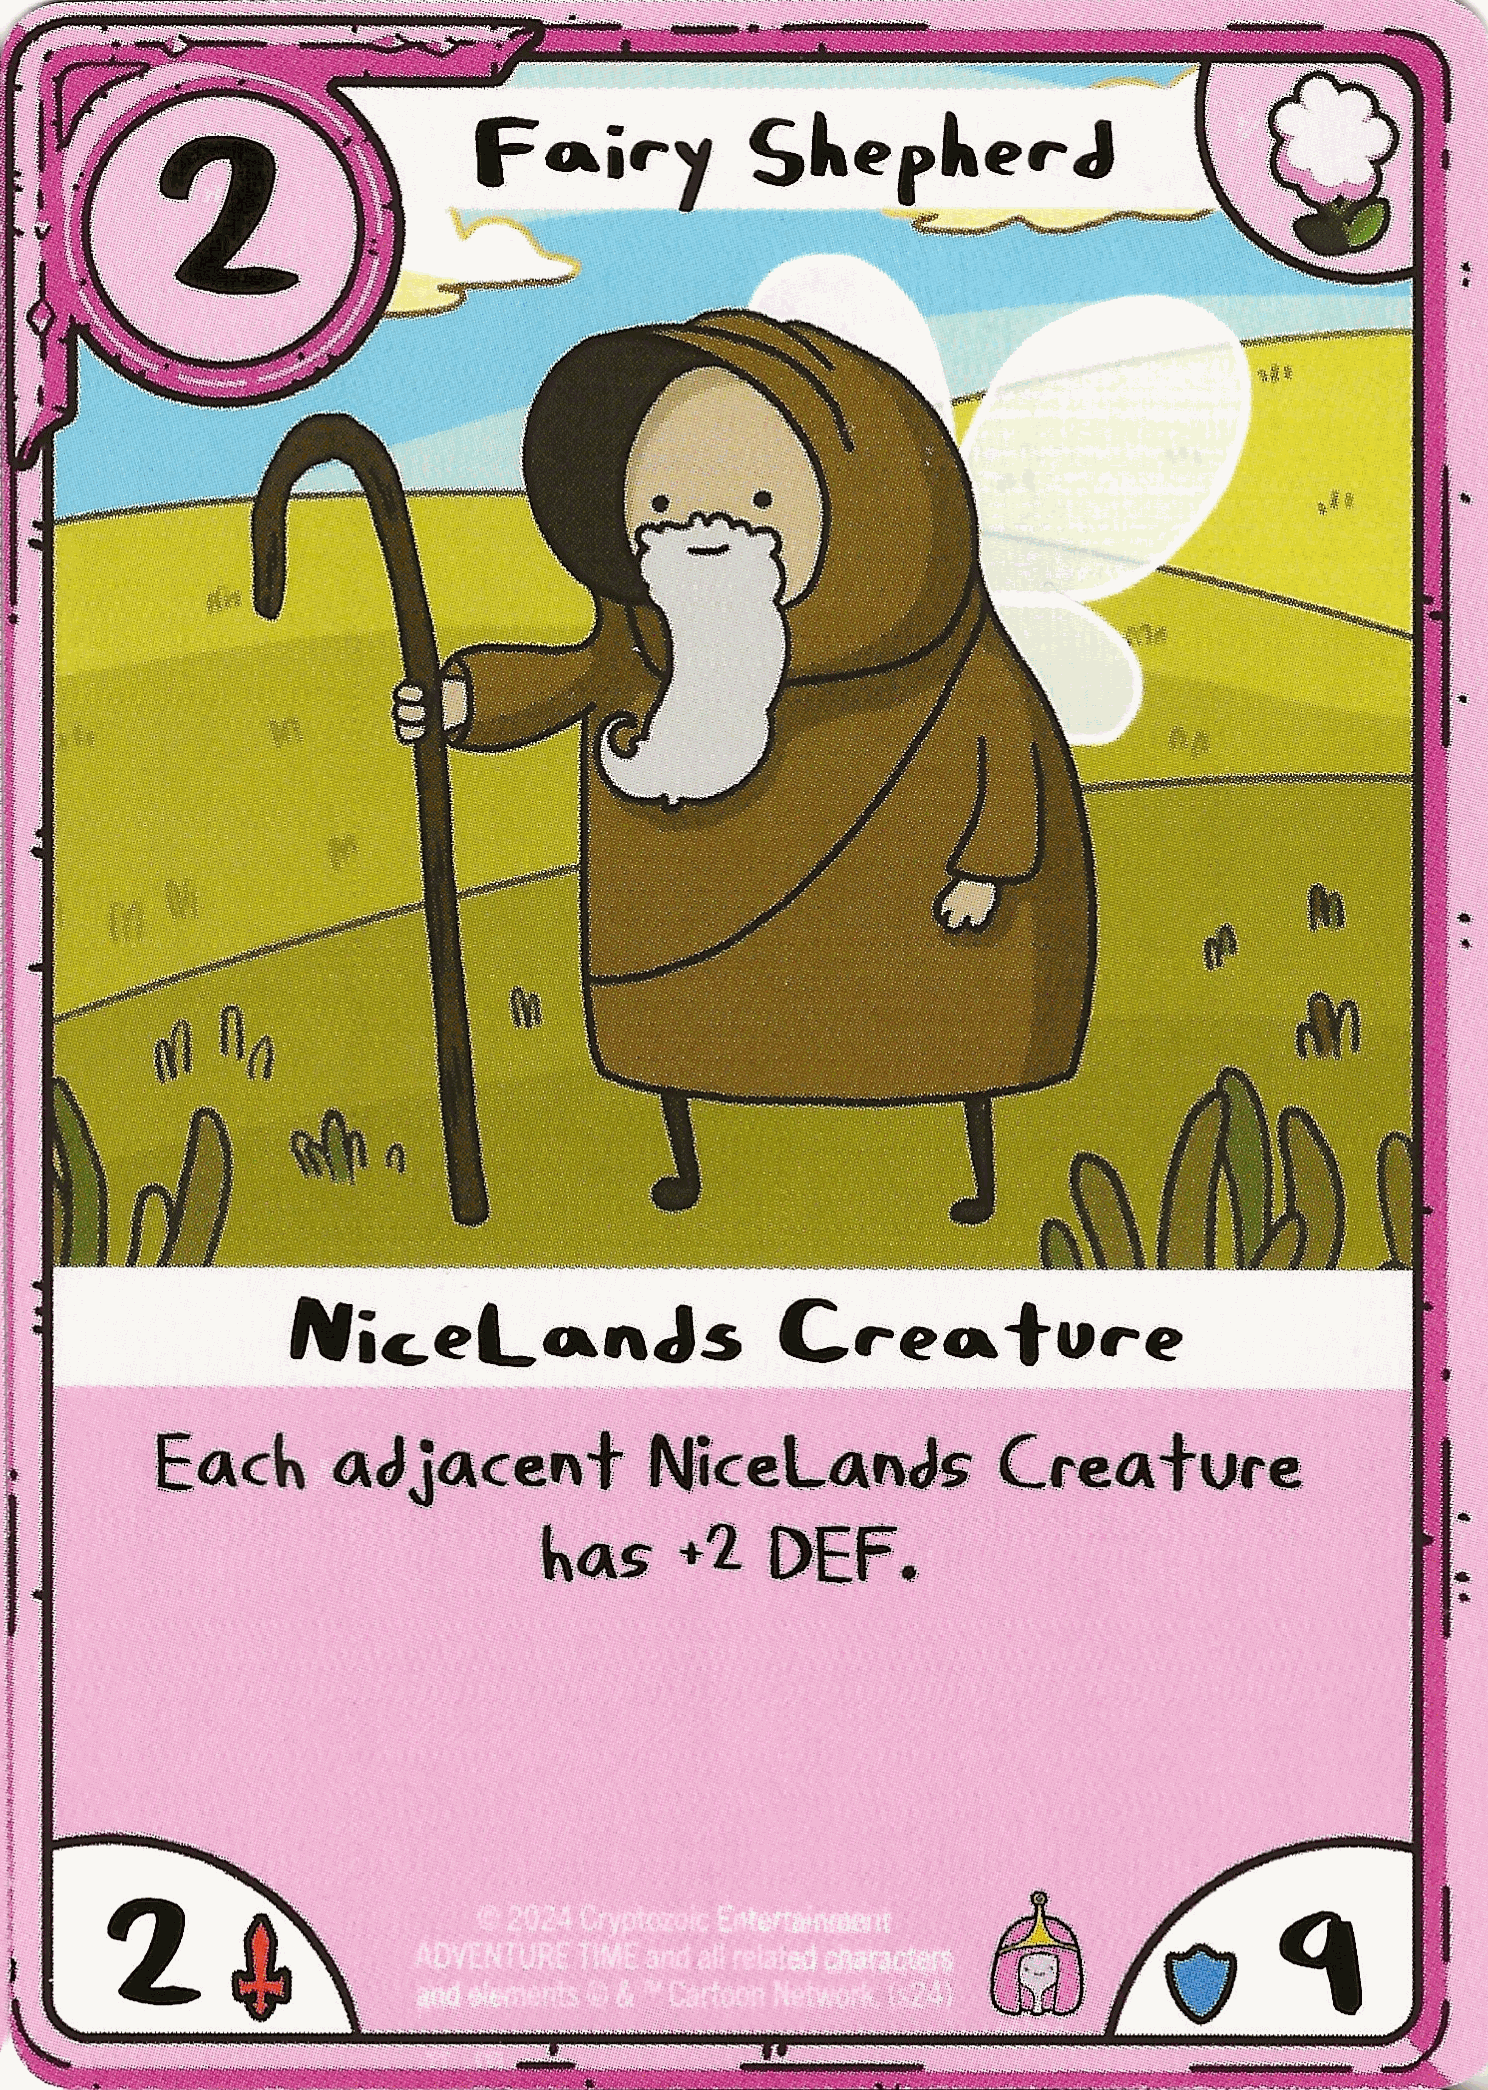 2
Fairy Shepherd
NiceLands Creature
Each adjacent NiceLands Creature
has +2 DEF.
2
© 2024 Cryptozoic Entertainment
ADVENTURE TIME and all related characters
and elements © & ™ Cartoon Network. (s24)
9